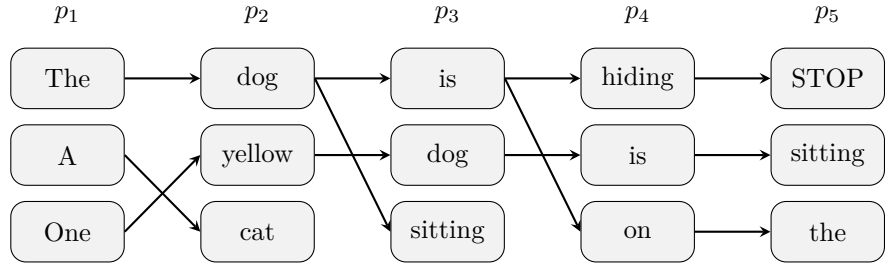 p₁ p₂ p₃ p₄ p₅
The dog is hiding STOP
A yellow dog is sitting
One cat sitting on the